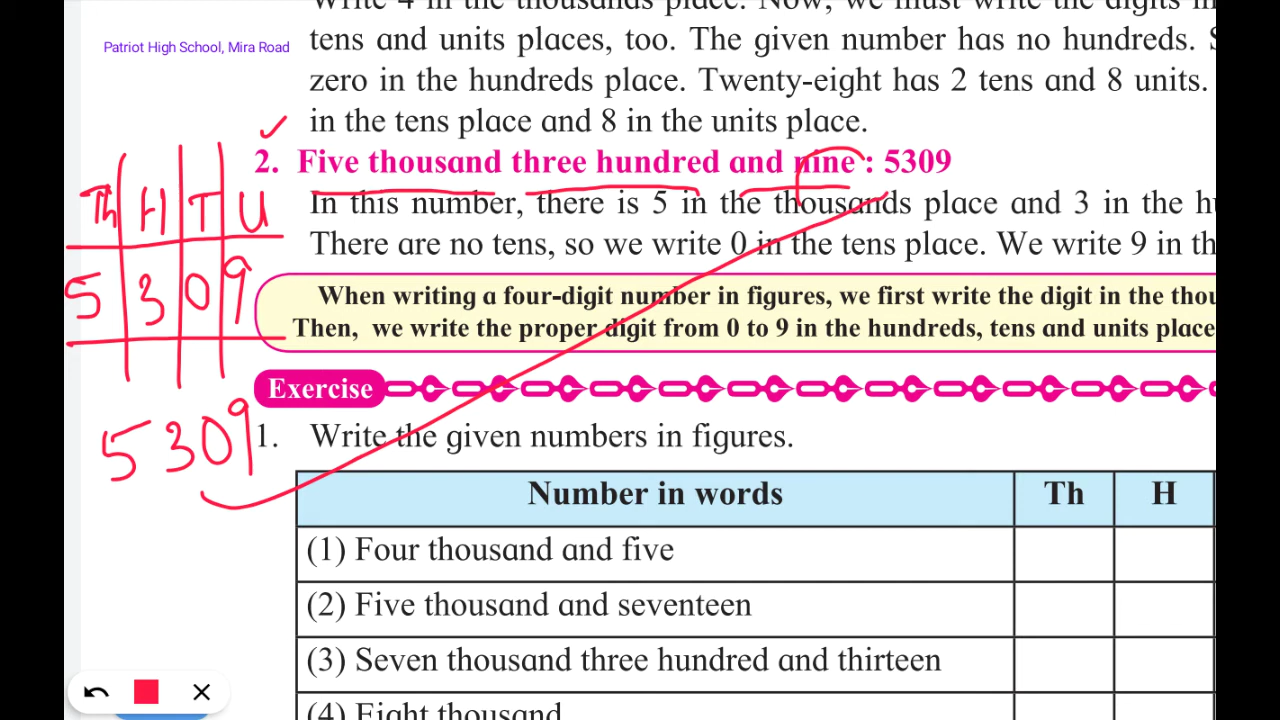 Patriot High School, Mira Road
tens and units places, too. The given number has no hundreds.
zero in the hundreds place. Twenty-eight has 2 tens and 8 units.
in the tens place and 8 in the units place.
2. Five thousand three hundred and nine : 5309
In this number, there is 5 in the thousands place and 3 in the
There are no tens, so we write 0 in the tens place. We write 9 in
When writing a four-digit number in figures, we first write the digit in the
Then, we write the proper digit from 0 to 9 in the hundreds, tens and units place
Th H T U
5 3 0 9
Exercise
5309
1. Write the given numbers in figures.
Number in words Th H
(1) Four thousand and five
(2) Five thousand and seventeen
(3) Seven thousand three hundred and thirteen
(4) Eight thousand